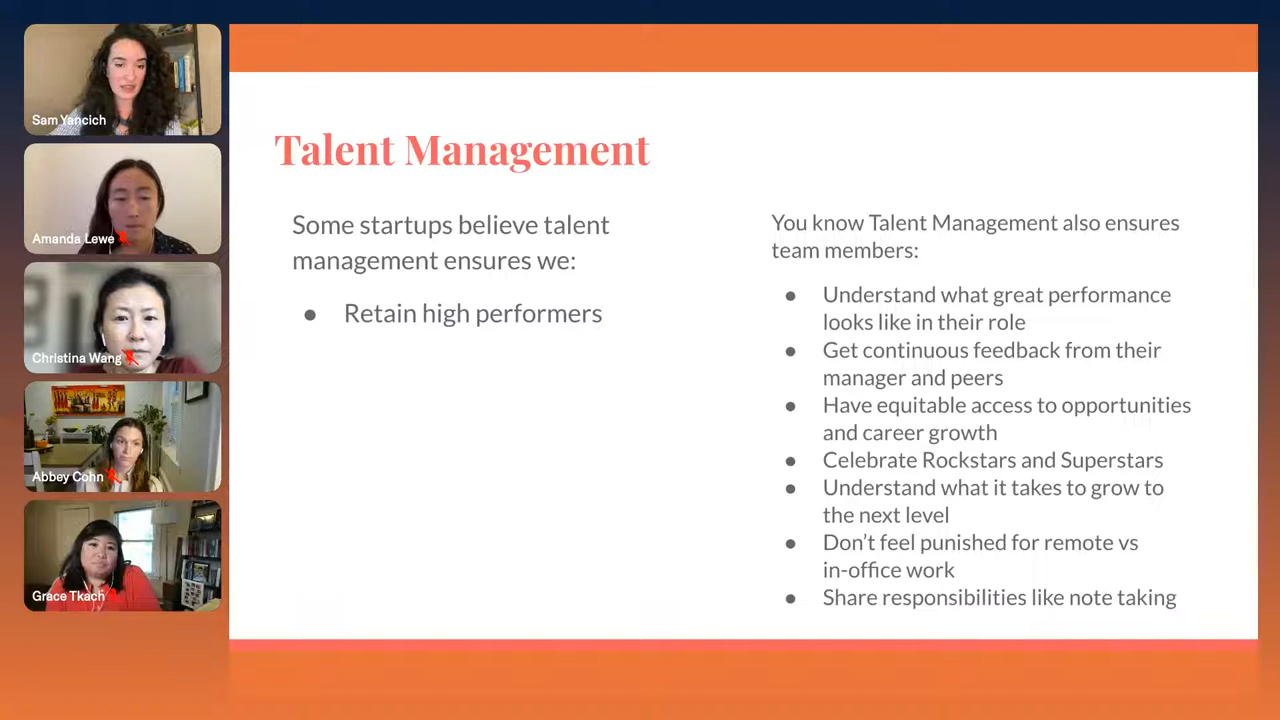 Sam Yancich
Amanda Lewe
Christina Wang
Abbey Cohn
Grace Tkach
Talent Management
Some startups believe talent
management ensures we:
● Retain high performers
You know Talent Management also ensures
team members:
● Understand what great performance
looks like in their role
● Get continuous feedback from their
manager and peers
● Have equitable access to opportunities
and career growth
● Celebrate Rockstars and Superstars
● Understand what it takes to grow to
the next level
● Don’t feel punished for remote vs
in-office work
● Share responsibilities like note taking